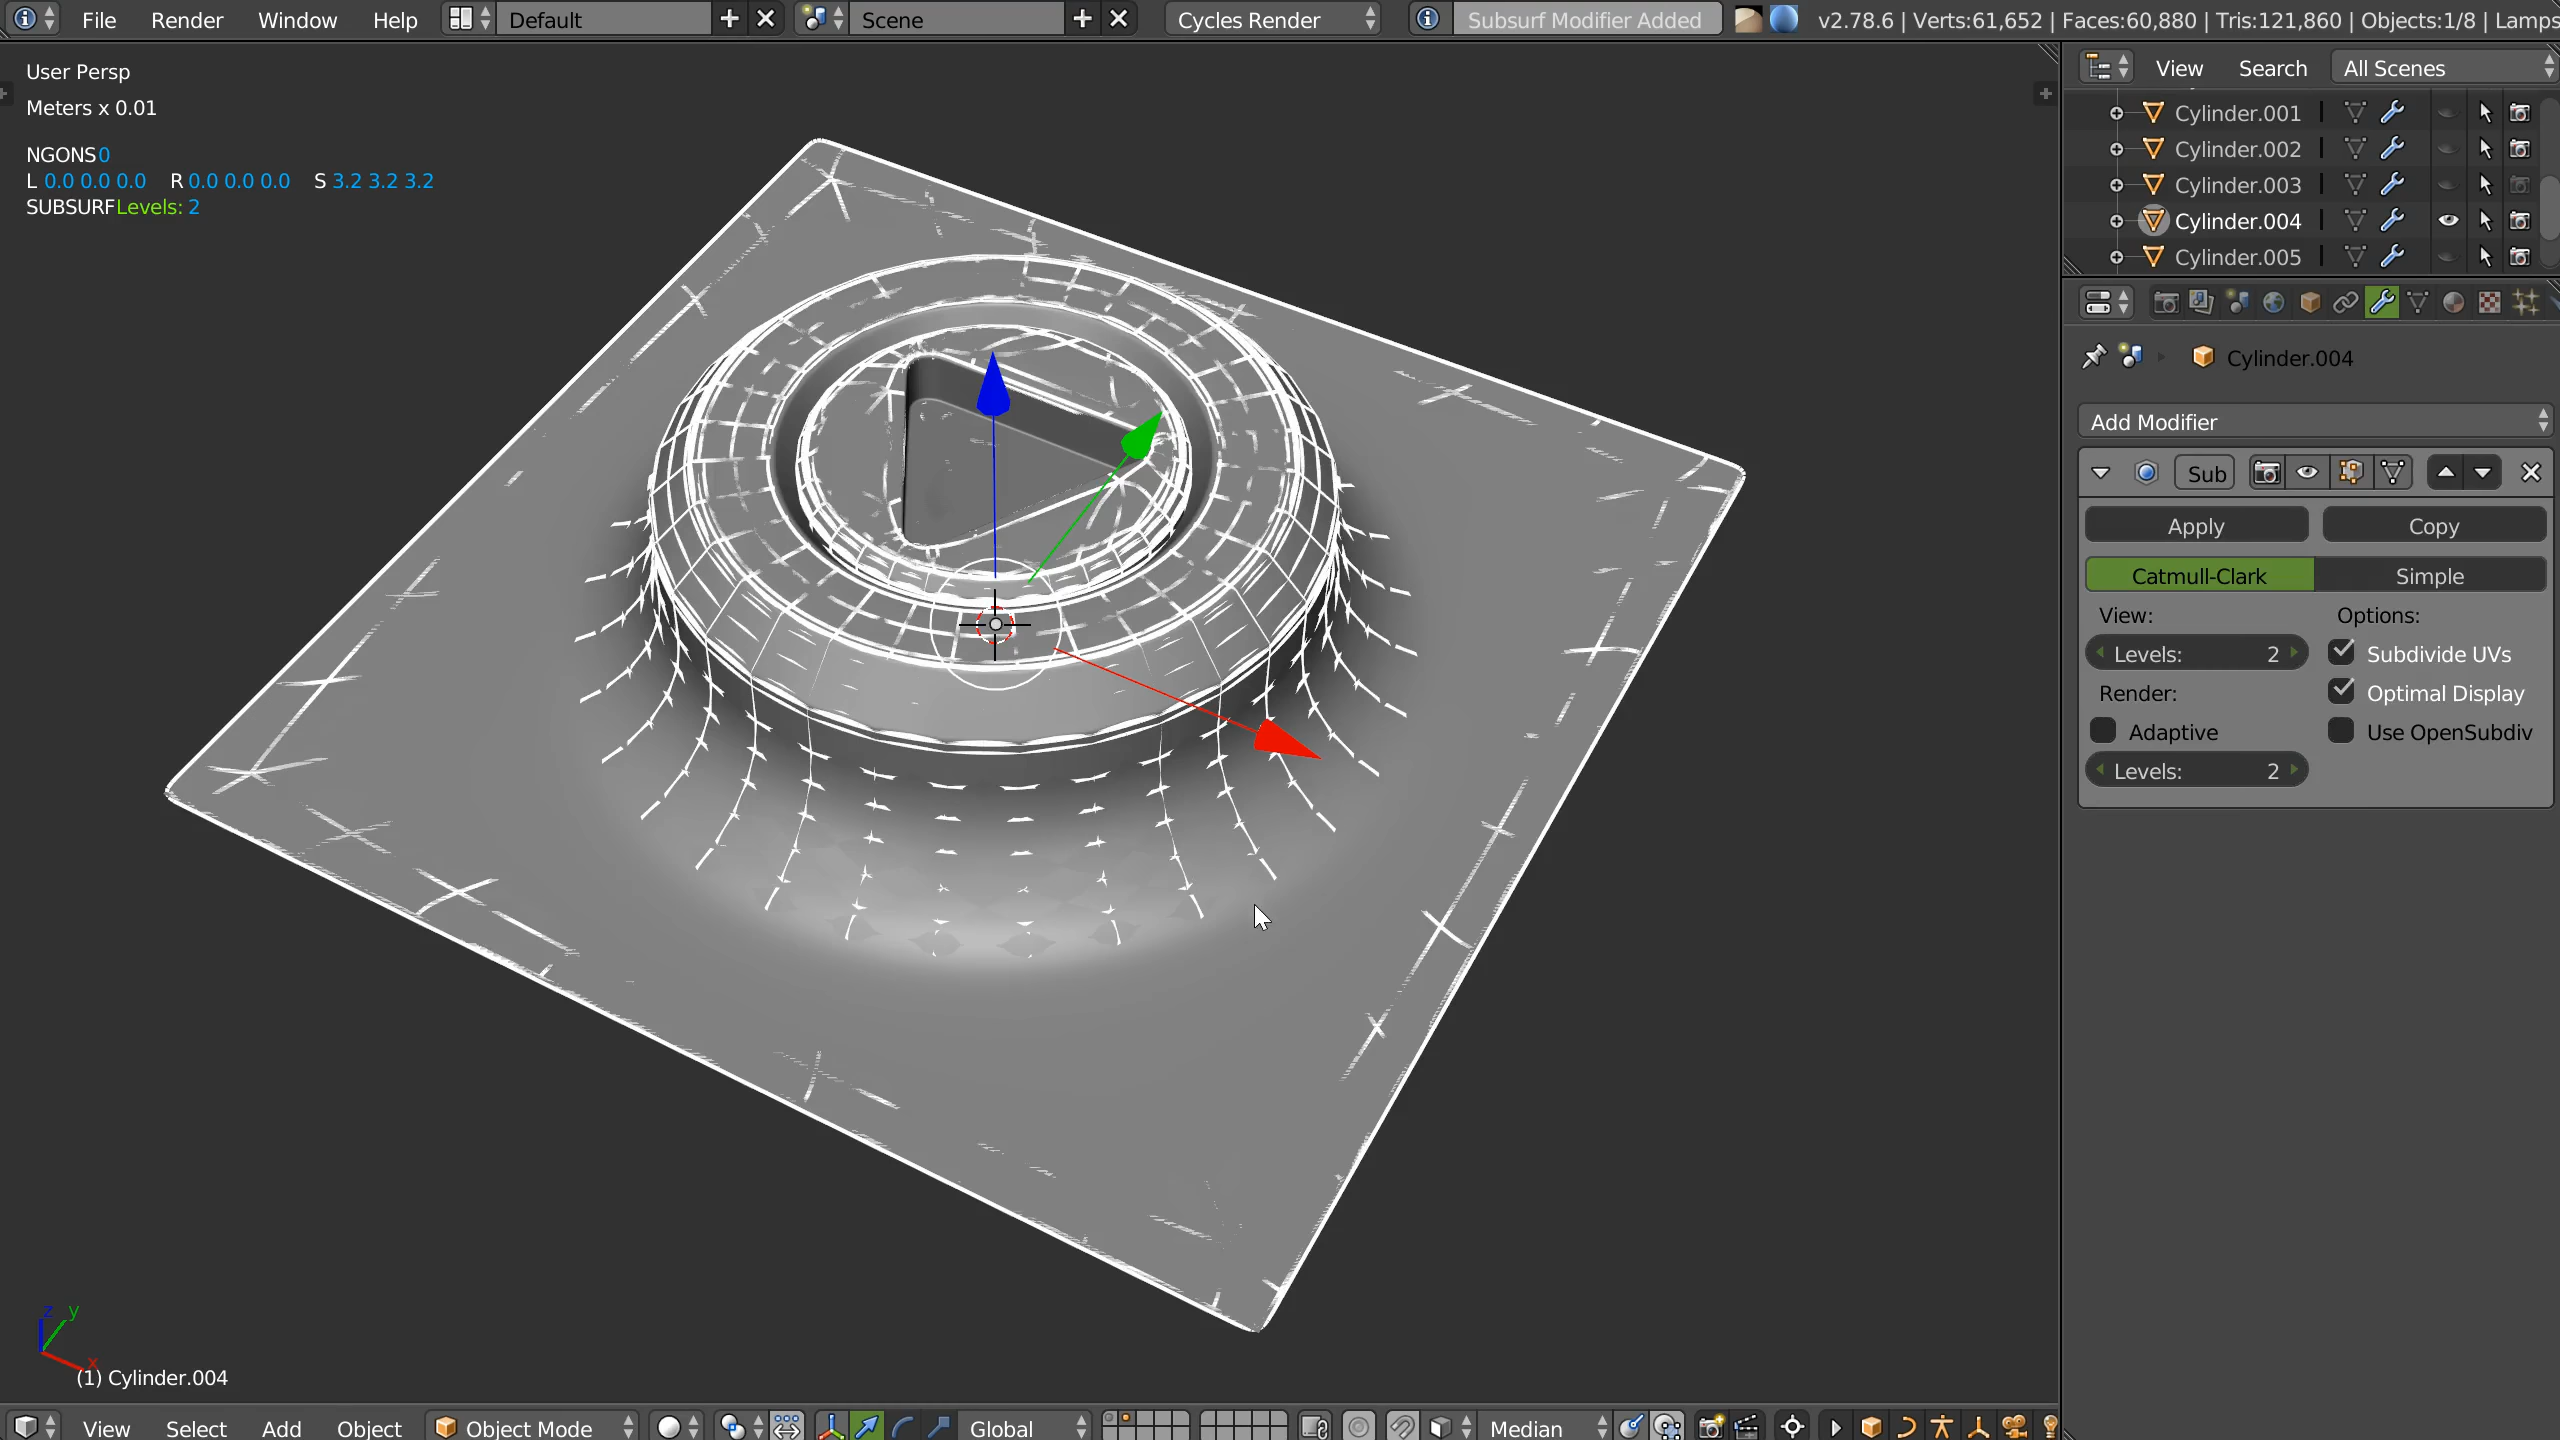 File Render Window Help Default Scene Cycles Render Subsurf Modifier Added v2.78.6 | Verts:61,652 | Faces:60,880 | Tris:121,860 | Objects:1/8 | Lamps
User Persp
Meters x 0.01
NGONS 0
L 0.0 0.0 0.0 R 0.0 0.0 0.0 S 3.2 3.2 3.2
SUBSURF Levels: 2
View Search All Scenes
Cylinder.001
Cylinder.002
Cylinder.003
Cylinder.004
Cylinder.005
Cylinder.004
Add Modifier
Sub
Apply Copy
Catmull-Clark Simple
View: Options:
Levels: 2 Subdivide UVs
Render: Optimal Display
Adaptive Use OpenSubdiv
Levels: 2
z y
x
(1) Cylinder.004
View Select Add Object Object Mode Global Median